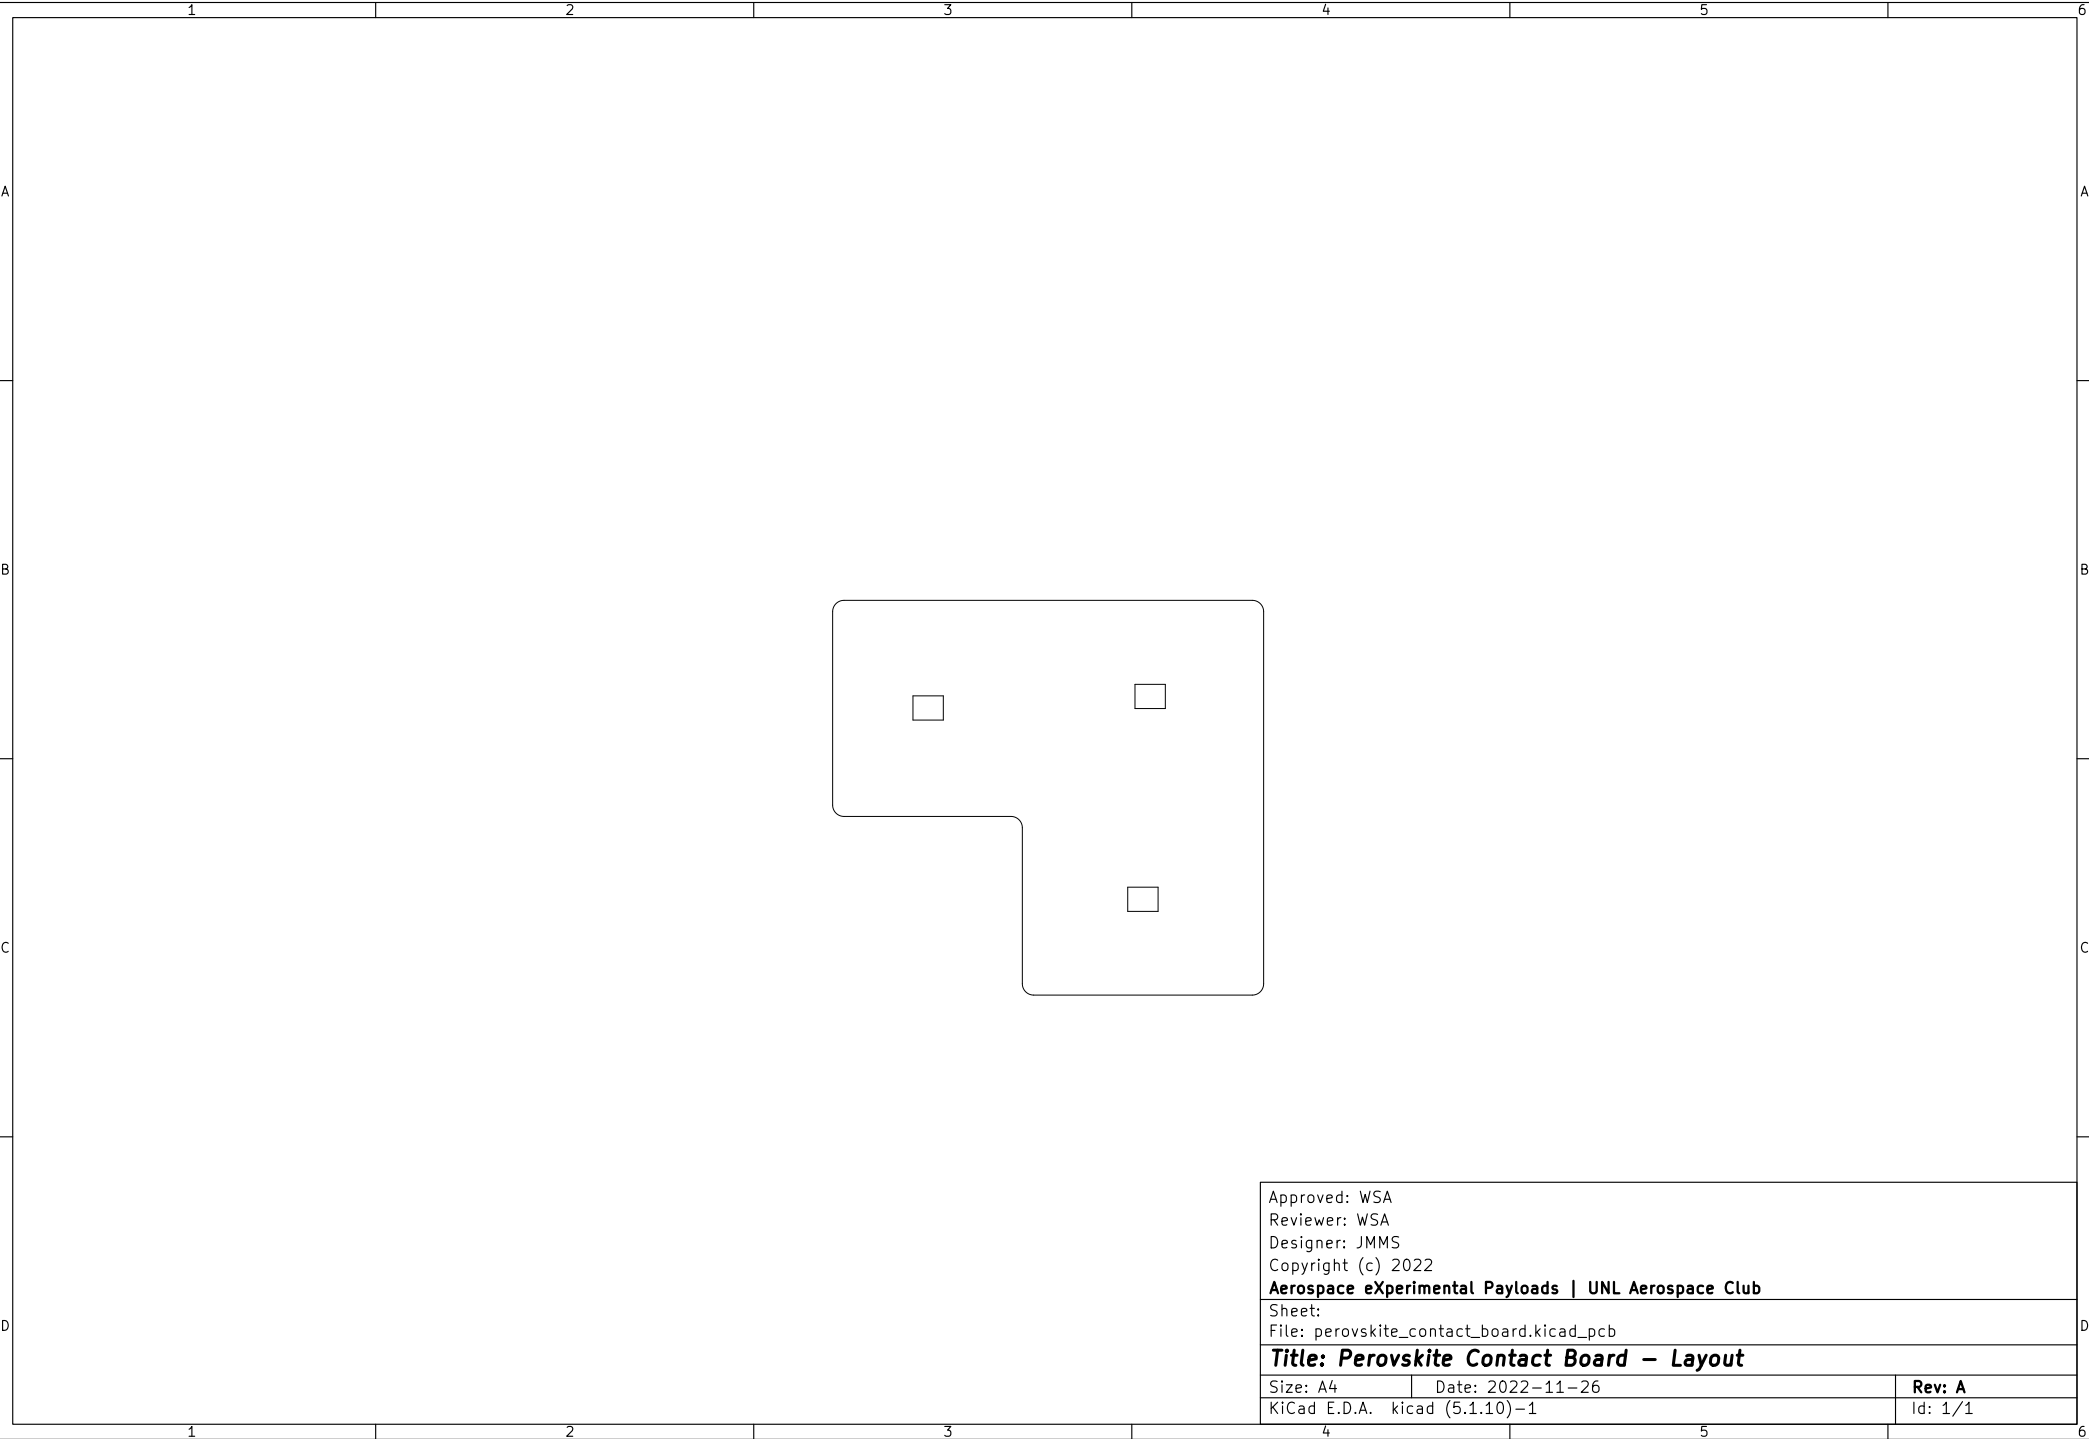 1 2 3 4 5 6
A A
B B
C C
Approved: WSA
Reviewer: WSA
Designer: JMMS
Copyright (c) 2022
Aerospace eXperimental Payloads | UNL Aerospace Club
Sheet:
D File: perovskite_contact_board.kicad_pcb D
Title: Perovskite Contact Board – Layout
Size: A4 Date: 2022–11–26 Rev: A
KiCad E.D.A. kicad (5.1.10)–1 Id: 1/1
1 2 3 4 5 6